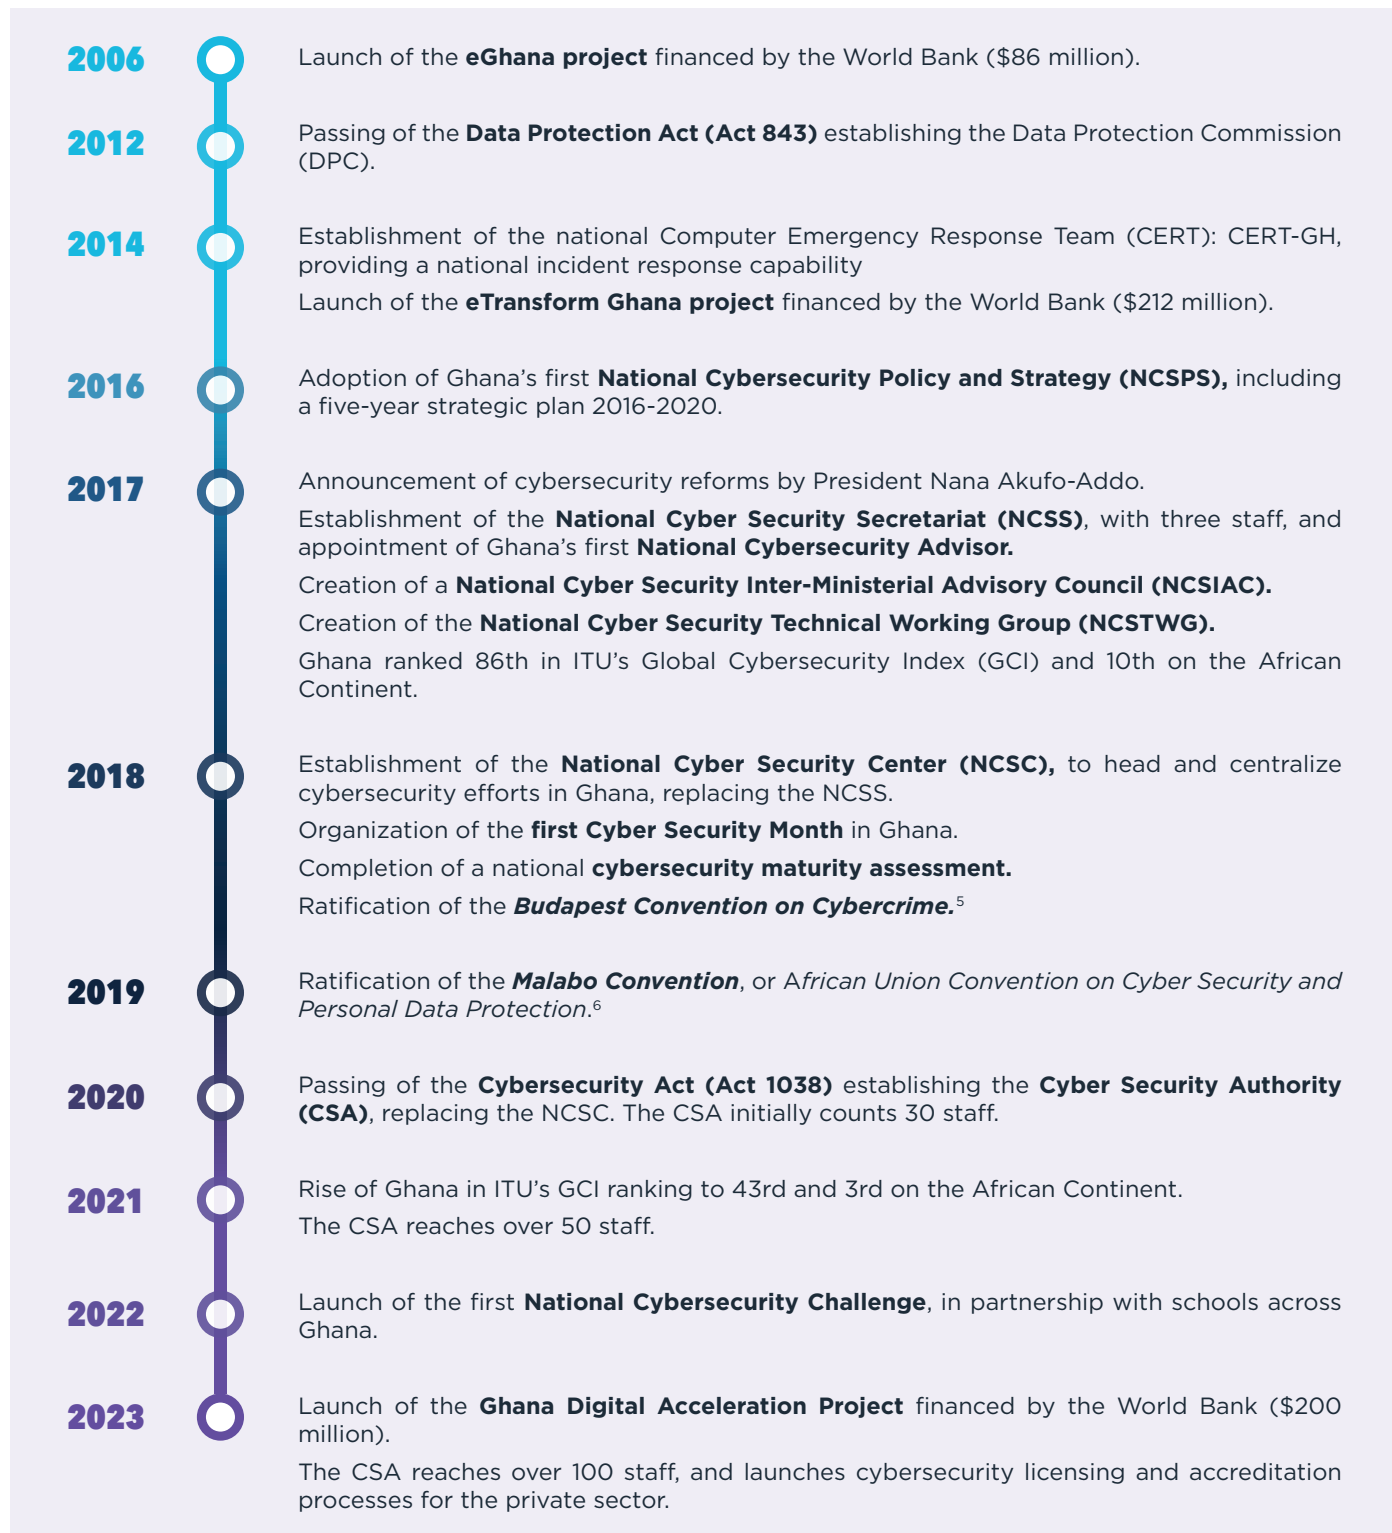 2006
Launch of the eGhana project financed by the World Bank ($86 million).
2012
Passing of the Data Protection Act (Act 843) establishing the Data Protection Commission
(DPC).
2014
Establishment of the national Computer Emergency Response Team (CERT): CERT-GH,
providing a national incident response capability
Launch of the eTransform Ghana project financed by the World Bank ($212 million).
2016
Adoption of Ghana’s first National Cybersecurity Policy and Strategy (NCSPS), including
a five-year strategic plan 2016-2020.
2017
Announcement of cybersecurity reforms by President Nana Akufo-Addo.
Establishment of the National Cyber Security Secretariat (NCSS), with three staff, and
appointment of Ghana’s first National Cybersecurity Advisor.
Creation of a National Cyber Security Inter-Ministerial Advisory Council (NCSIAC).
Creation of the National Cyber Security Technical Working Group (NCSTWG).
Ghana ranked 86th in ITU’s Global Cybersecurity Index (GCI) and 10th on the African
Continent.
2018
Establishment of the National Cyber Security Center (NCSC), to head and centralize
cybersecurity efforts in Ghana, replacing the NCSS.
Organization of the first Cyber Security Month in Ghana.
Completion of a national cybersecurity maturity assessment.
Ratification of the Budapest Convention on Cybercrime.5
2019
Ratification of the Malabo Convention, or African Union Convention on Cyber Security and
Personal Data Protection.6
2020
Passing of the Cybersecurity Act (Act 1038) establishing the Cyber Security Authority
(CSA), replacing the NCSC. The CSA initially counts 30 staff.
2021
Rise of Ghana in ITU’s GCI ranking to 43rd and 3rd on the African Continent.
The CSA reaches over 50 staff.
2022
Launch of the first National Cybersecurity Challenge, in partnership with schools across
Ghana.
2023
Launch of the Ghana Digital Acceleration Project financed by the World Bank ($200
million).
The CSA reaches over 100 staff, and launches cybersecurity licensing and accreditation
processes for the private sector.